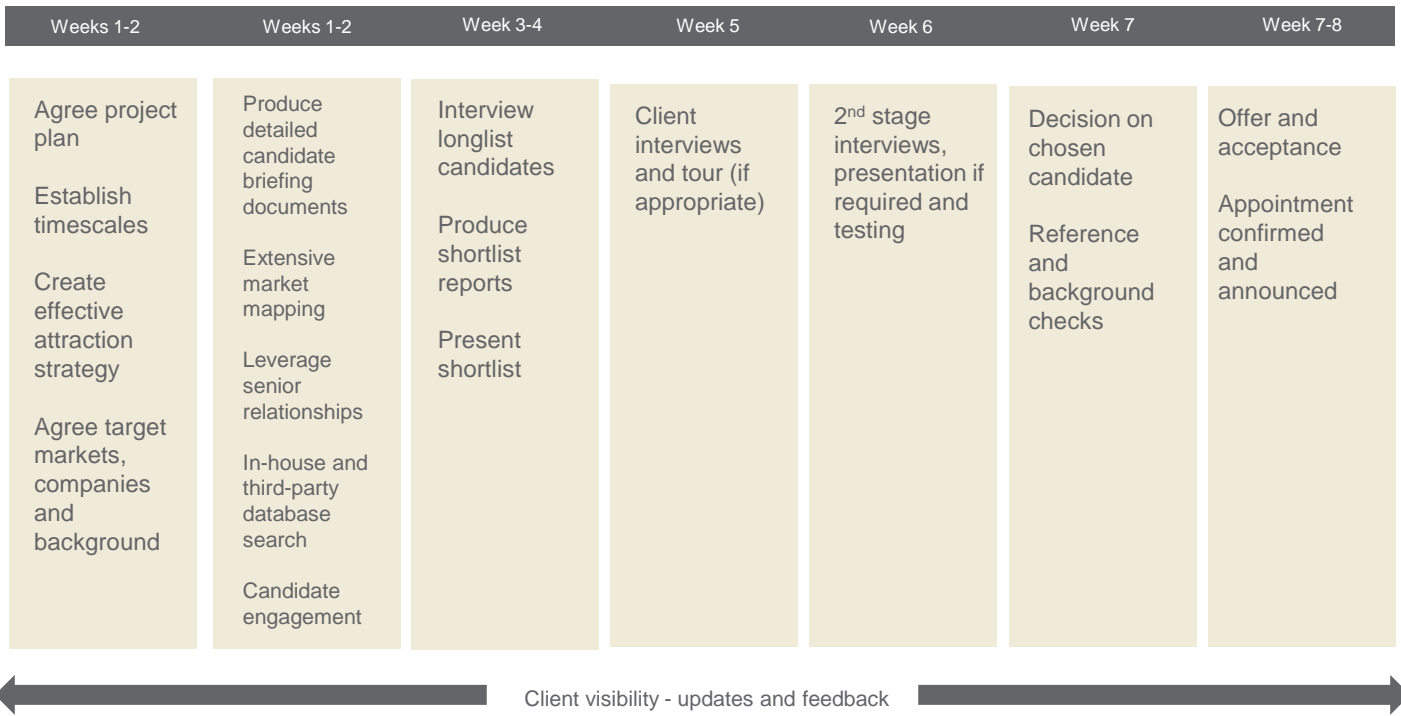 Weeks 1-2
Weeks 1-2
Week 3-4
Week 5
Week 6
Week 7
Week 7-8
Agree project
plan
Establish
timescales
Create
effective
attraction
strategy
Agree target
markets,
companies
and
background
Produce
detailed
candidate
briefing
documents
Extensive
market
mapping
Leverage
senior
relationships
In-house and
third-party
database
search
Candidate
engagement
Interview
longlist
candidates
Produce
shortlist
reports
Present
shortlist
Client
interviews
and tour (if
appropriate)
2nd stage
interviews,
presentation if
required and
testing
Decision on
chosen
candidate
Reference
and
background
checks
Offer and
acceptance
Appointment
confirmed
and
announced
Client visibility - updates and feedback